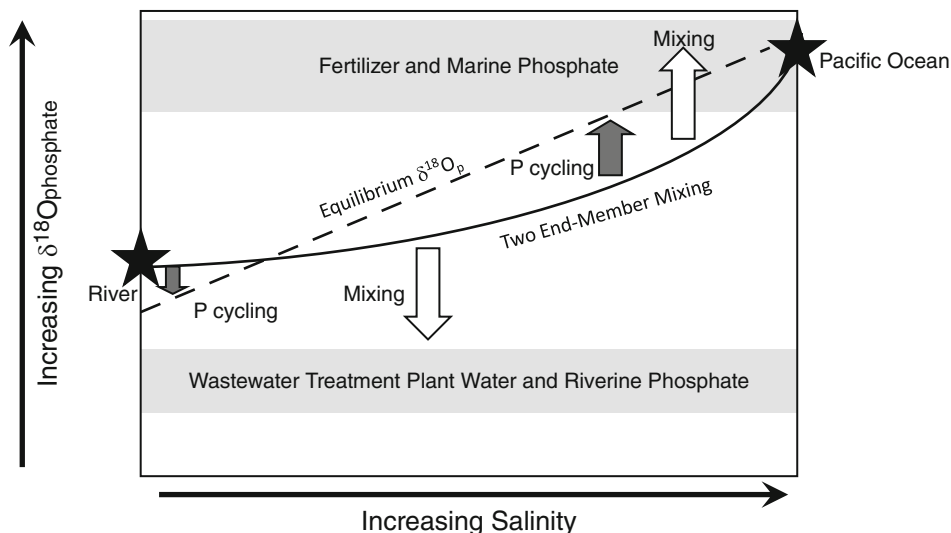 Mixing
Fertilizer and Marine Phosphate
Pacific Ocean
P cycling
Equilibrium δ¹⁸Oₚ
Two End-Member Mixing
River
P cycling
Mixing
Wastewater Treatment Plant Water and Riverine Phosphate
Increasing δ¹⁸Ophosphate
Increasing Salinity